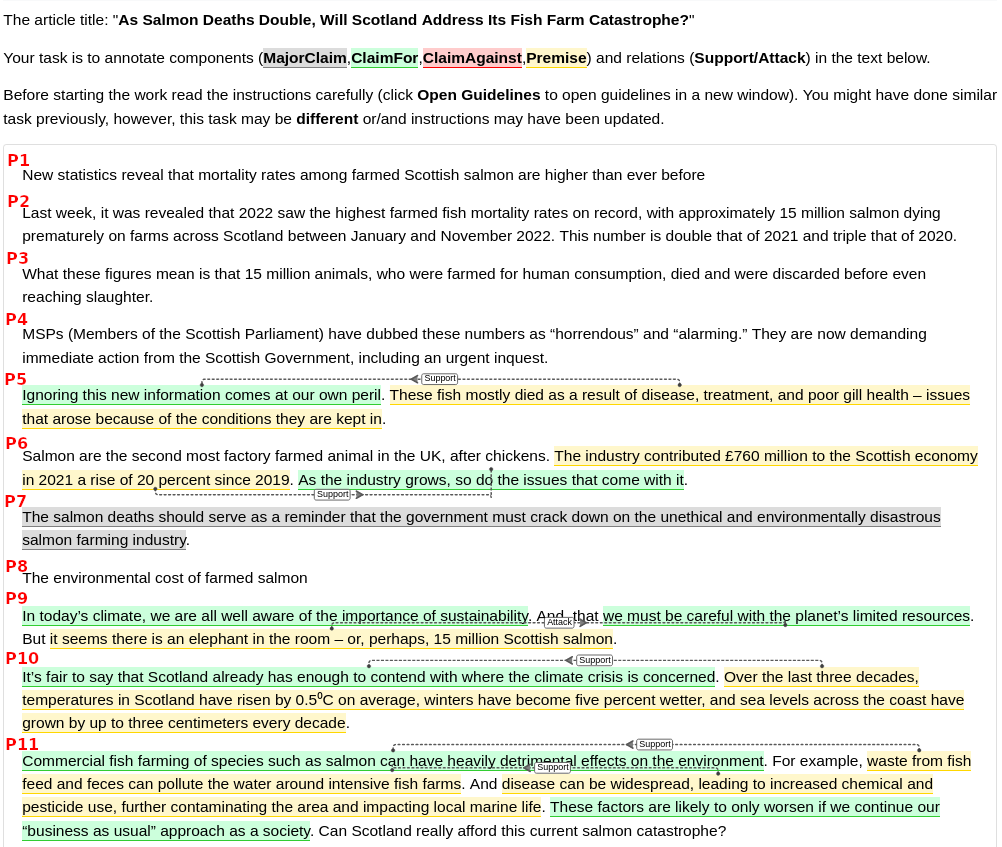 The article title: "As Salmon Deaths Double, Will Scotland Address Its Fish Farm Catastrophe?"
Your task is to annotate components (MajorClaim,ClaimFor,ClaimAgainst,Premise) and relations (Support/Attack) in the text below.
Before starting the work read the instructions carefully (click Open Guidelines to open guidelines in a new window). You might have done similar
task previously, however, this task may be different or/and instructions may have been updated.
P1
New statistics reveal that mortality rates among farmed Scottish salmon are higher than ever before
P2
Last week, it was revealed that 2022 saw the highest farmed fish mortality rates on record, with approximately 15 million salmon dying
prematurely on farms across Scotland between January and November 2022. This number is double that of 2021 and triple that of 2020.
P3
What these figures mean is that 15 million animals, who were farmed for human consumption, died and were discarded before even
reaching slaughter.
P4
MSPs (Members of the Scottish Parliament) have dubbed these numbers as “horrendous” and “alarming.” They are now demanding
immediate action from the Scottish Government, including an urgent inquest.
P5
Support
Ignoring this new information comes at our own peril. These fish mostly died as a result of disease, treatment, and poor gill health – issues
that arose because of the conditions they are kept in.
P6
Salmon are the second most factory farmed animal in the UK, after chickens. The industry contributed £760 million to the Scottish economy
in 2021 a rise of 20 percent since 2019. As the industry grows, so do the issues that come with it.
Support
P7
The salmon deaths should serve as a reminder that the government must crack down on the unethical and environmentally disastrous
salmon farming industry.
P8
The environmental cost of farmed salmon
P9
In today’s climate, we are all well aware of the importance of sustainability. And, that we must be careful with the planet’s limited resources.
Attack
But it seems there is an elephant in the room – or, perhaps, 15 million Scottish salmon.
P10
Support
It’s fair to say that Scotland already has enough to contend with where the climate crisis is concerned. Over the last three decades,
temperatures in Scotland have risen by 0.5⁰C on average, winters have become five percent wetter, and sea levels across the coast have
grown by up to three centimeters every decade.
P11
Support
Commercial fish farming of species such as salmon can have heavily detrimental effects on the environment. For example, waste from fish
Support
feed and feces can pollute the water around intensive fish farms. And disease can be widespread, leading to increased chemical and
pesticide use, further contaminating the area and impacting local marine life. These factors are likely to only worsen if we continue our
“business as usual” approach as a society. Can Scotland really afford this current salmon catastrophe?